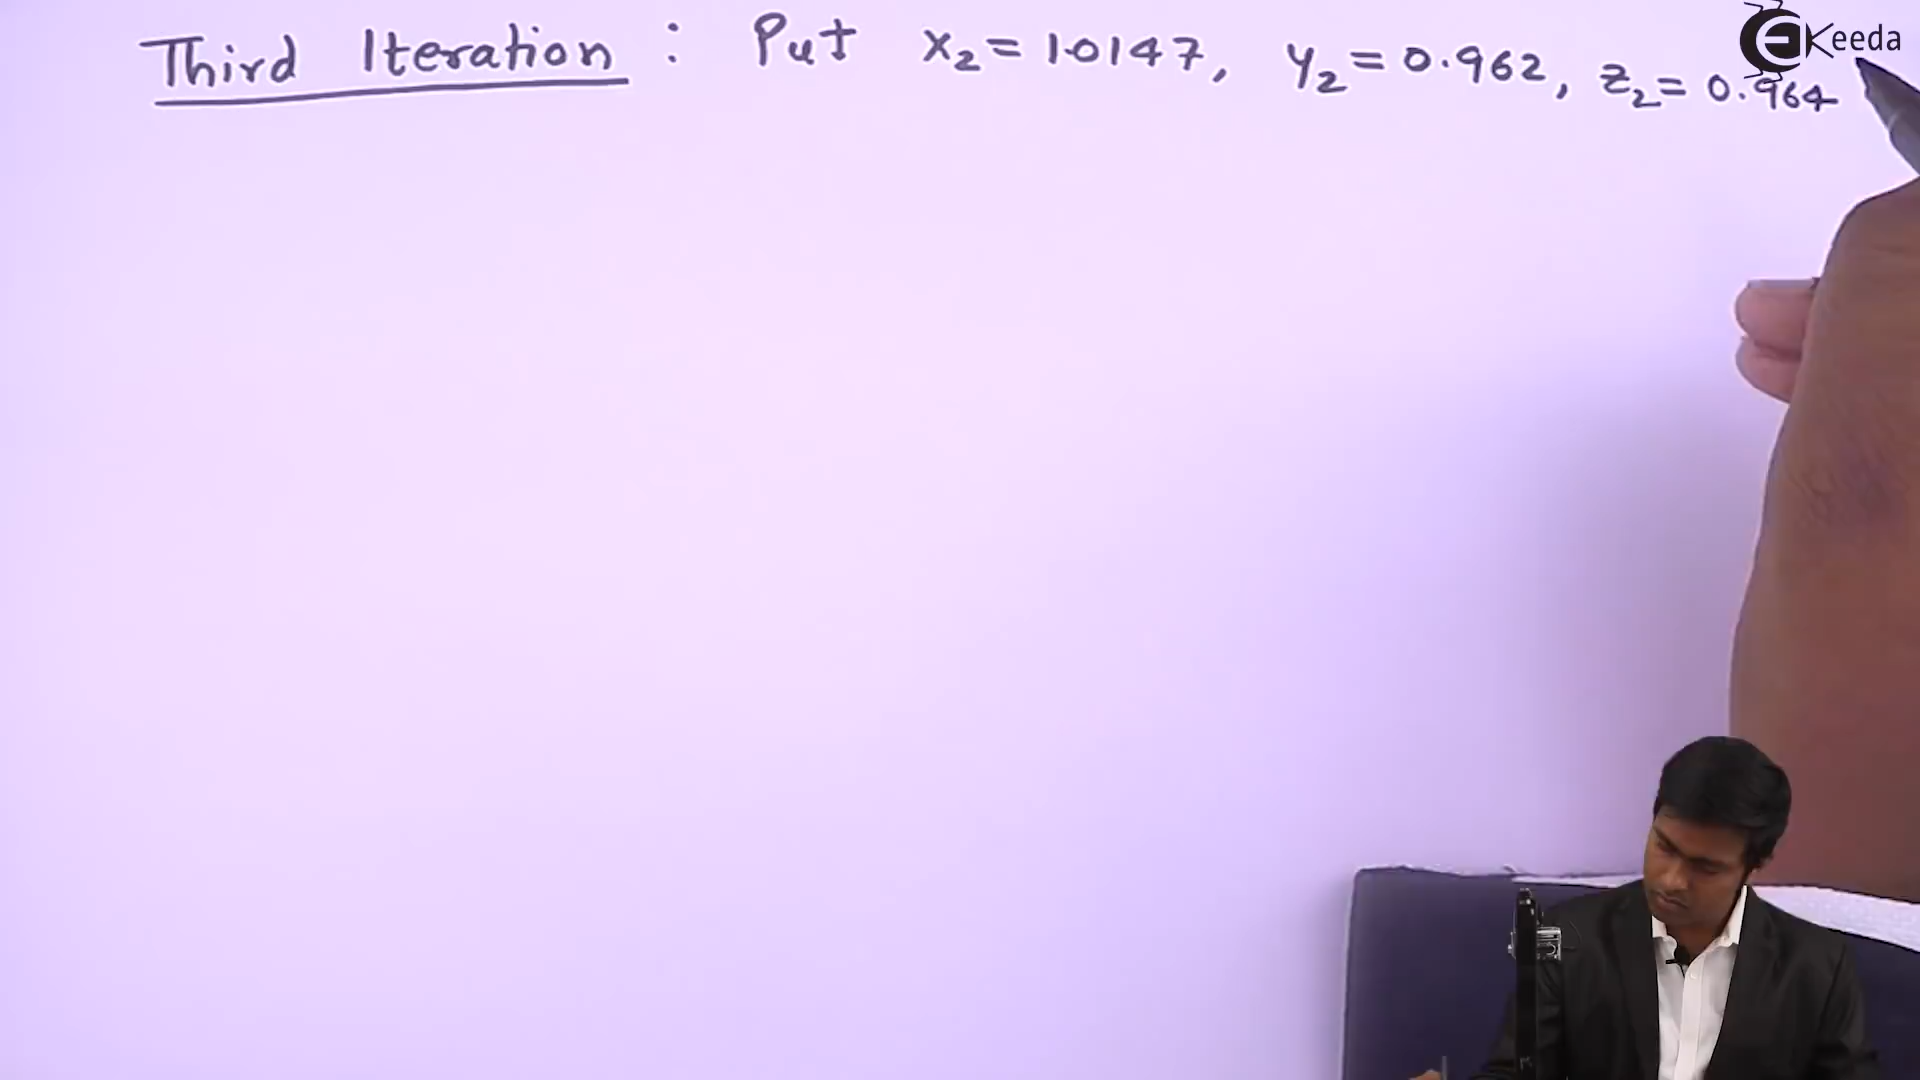 Third Iteration : Put x₂ = 1.0147, y₂ = 0.962, z₂ = 0.964
EKeeda